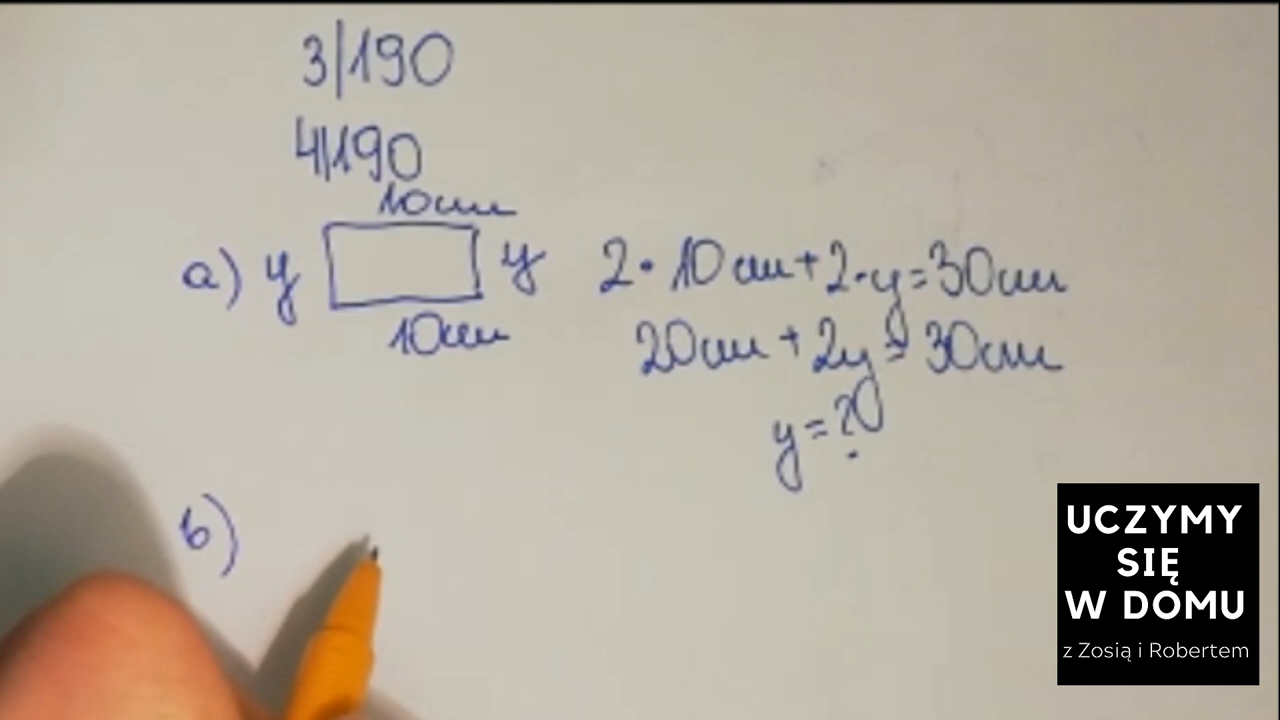 3/190
4/190
10cm
a) y y 2·10cm+2·y=30cm
10cm
20cm+2y=30cm
y=?
b)
UCZYMY
SIĘ
W DOMU
z Zosią i Robertem